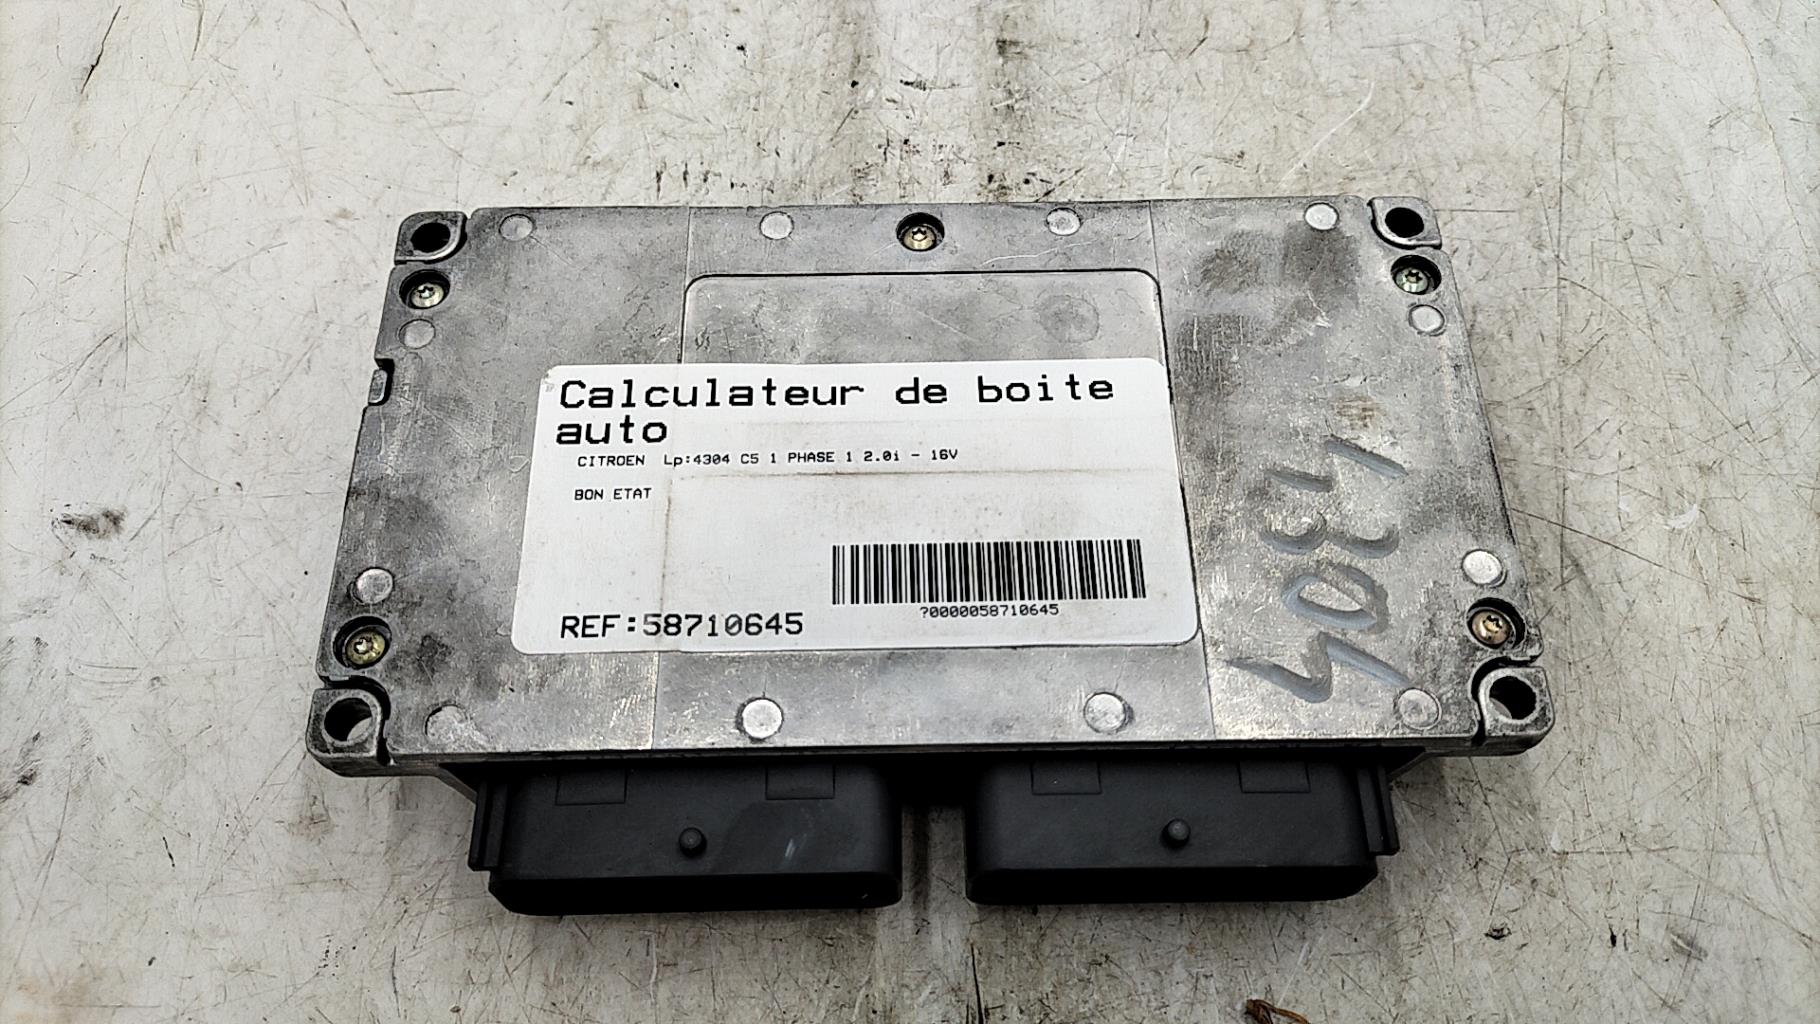 Calculateur de boite
auto
CITROEN Lp:4304 C5 1 PHASE 1 2.0i - 16V
BON ETAT
REF:58710645
?0000058710645
4304